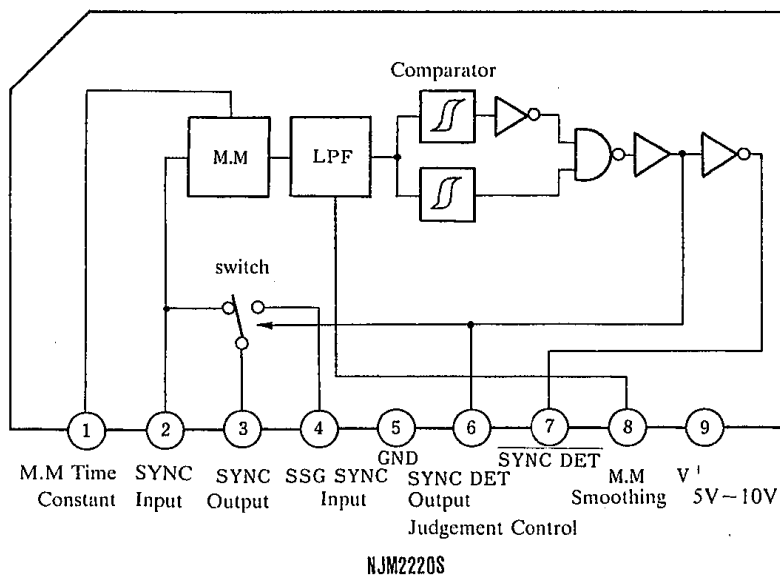 Comparator
M.M
LPF
switch
1
2
3
4
5
6
7
8
9
M.M Time
Constant
SYNC
Input
SYNC
Output
SSG SYNC
Input
GND
SYNC DET
Output
Judgement Control
SYNC DET
M.M
Smoothing
V+
5V~10V
NJM2220S